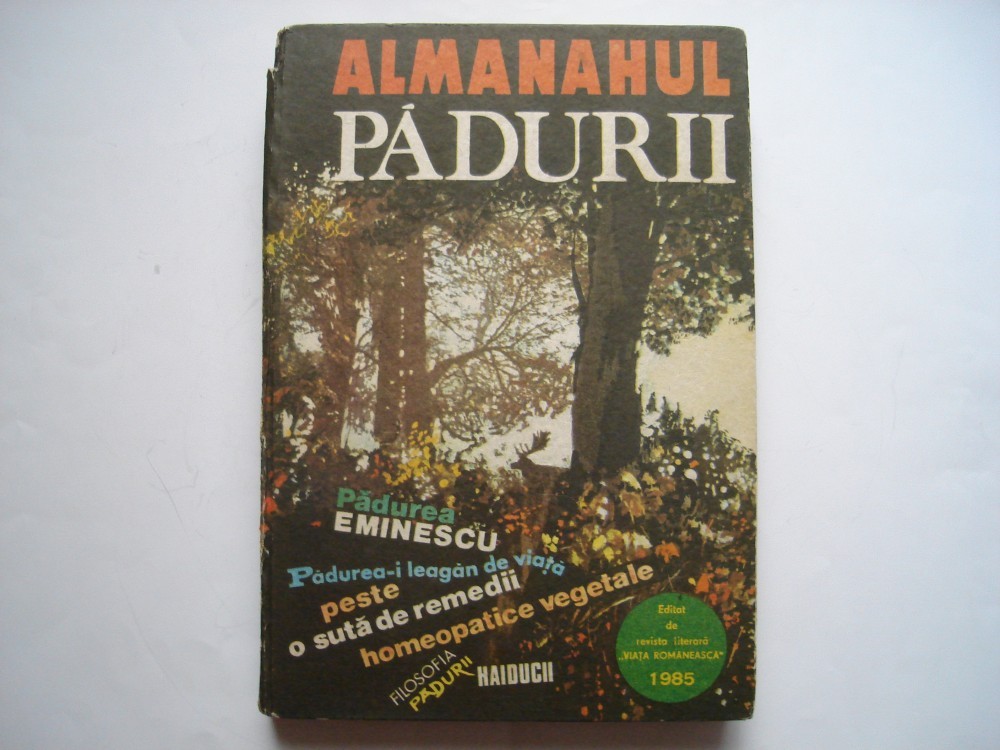 ALMANAHUL
PĂDURII
Pădurea
EMINESCU
Pădurea-i leagăn de viață
peste
o sută de remedii
homeopatice vegetale
FILOSOFIA
PĂDURII
HAIDUCII
Editat
de
revista literară
„VIAȚA ROMÂNEASCĂ"
1985